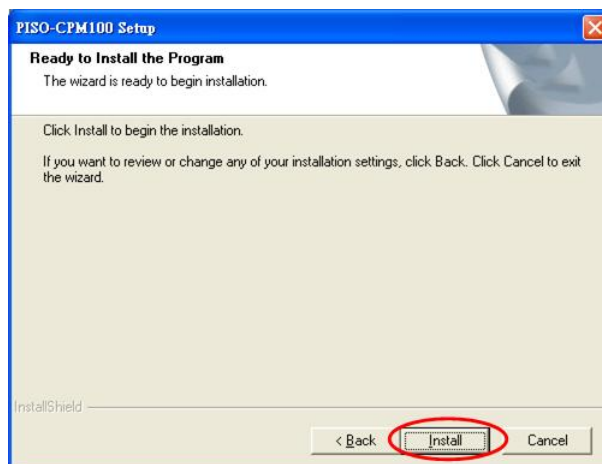 PISO-CPM100 Setup
Ready to Install the Program
The wizard is ready to begin installation.
Click Install to begin the installation.
If you want to review or change any of your installation settings, click Back. Click Cancel to exit
the wizard.
InstallShield
< Back Install Cancel